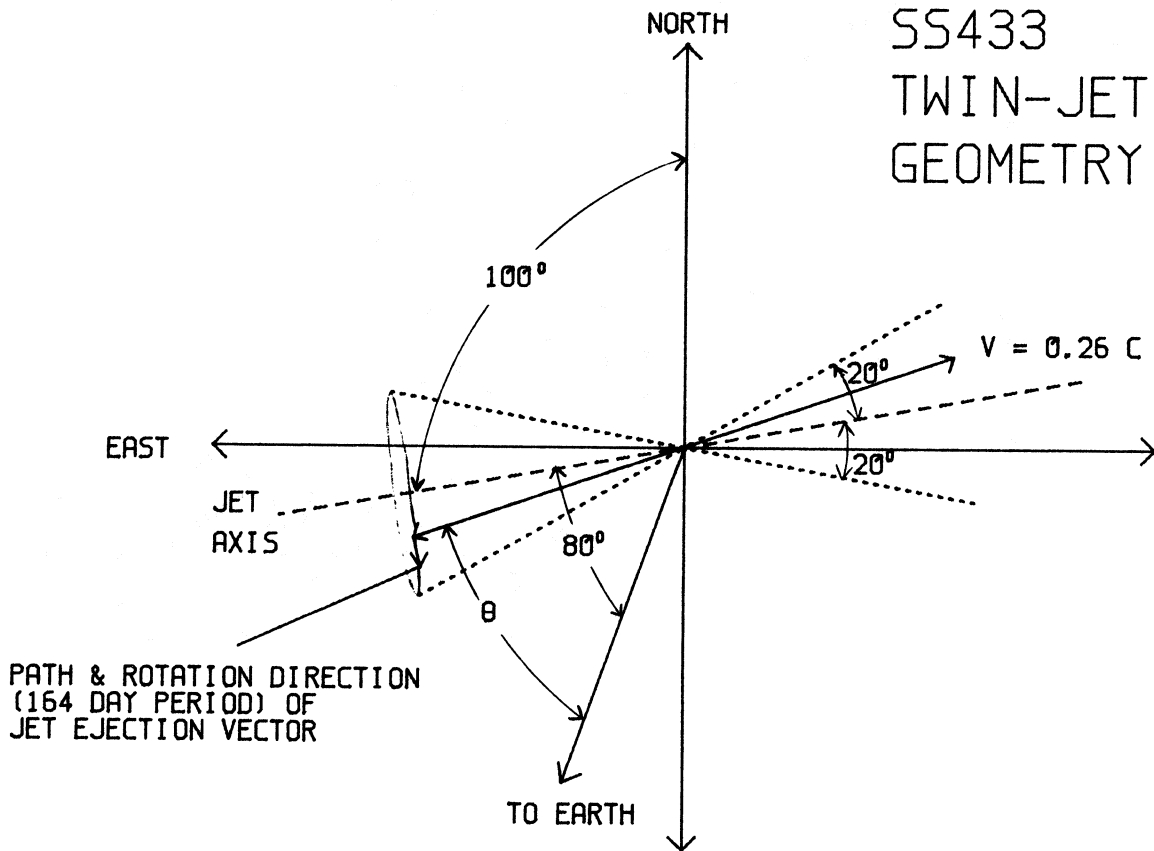 NORTH
SS433
TWIN-JET
GEOMETRY
100°
V = 0.26 C
20°
20°
EAST
JET
AXIS
80°
θ
PATH & ROTATION DIRECTION
(164 DAY PERIOD) OF
JET EJECTION VECTOR
TO EARTH